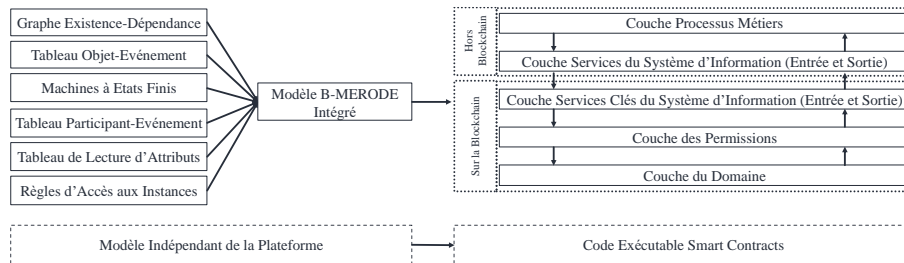 Graphe Existence-Dépendance
Tableau Objet-Evénement
Machines à Etats Finis
Tableau Participant-Evénement
Tableau de Lecture d'Attributs
Règles d'Accès aux Instances
Modèle B-MERODE
Intégré
Hors
Blockchain
Couche Processus Métiers
Couche Services du Système d'Information (Entrée et Sortie)
Sur la Blockchain
Couche Services Clés du Système d'Information (Entrée et Sortie)
Couche des Permissions
Couche du Domaine
Modèle Indépendant de la Plateforme
Code Exécutable Smart Contracts